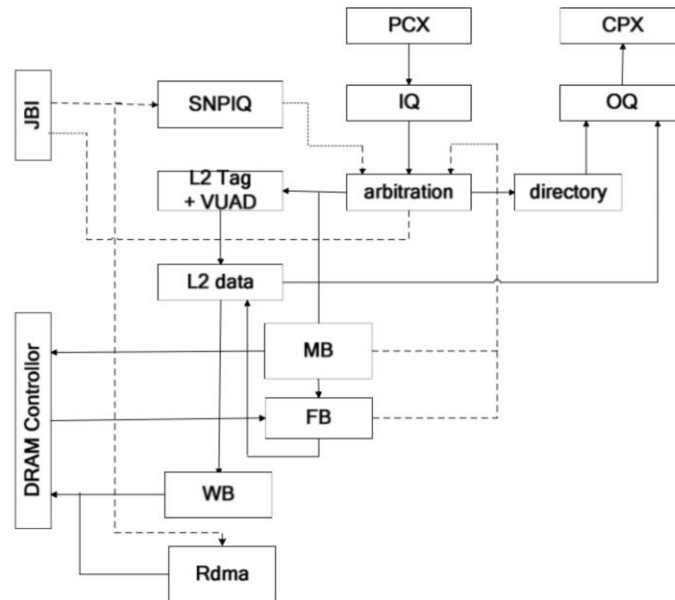 PCX
CPX
JBI
SNPIQ
IQ
OQ
L2 Tag
+ VUAD
arbitration
directory
L2 data
DRAM Controllor
MB
FB
WB
Rdma